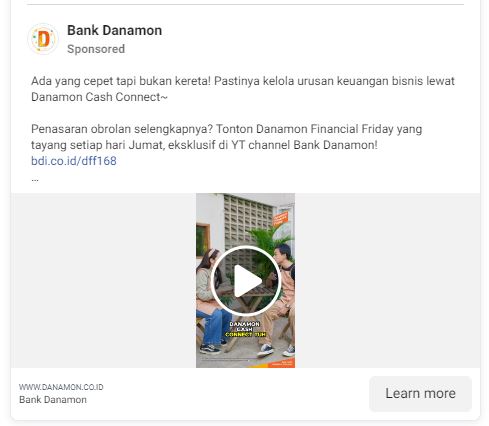 Bank Danamon
Sponsored
Ada yang cepet tapi bukan kereta! Pastinya kelola urusan keuangan bisnis lewat
Danamon Cash Connect~
Penasaran obrolan selengkapnya? Tonton Danamon Financial Friday yang
tayang setiap hari Jumat, eksklusif di YT channel Bank Danamon!
bdi.co.id/dff168
...
DANAMON
CASH
CONNECT TUH
WWW.DANAMON.CO.ID
Bank Danamon
Learn more